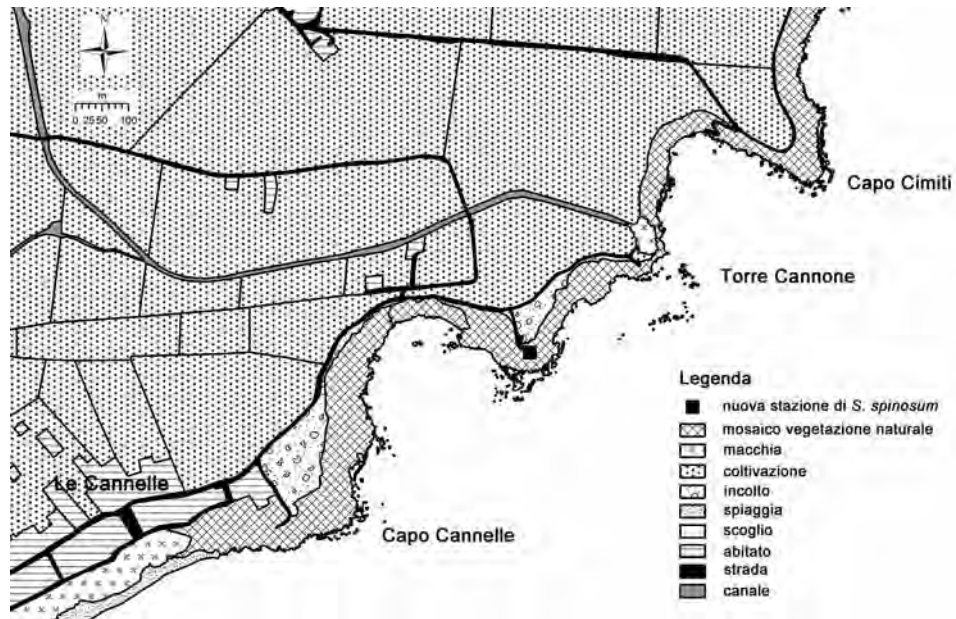 N
m
0 25 50 100
Capo Cimiti
Torre Cannone
Le Cannelle
Capo Cannelle
Legenda
nuova stazione di S. spinosum
mosaico vegetazione naturale
macchia
coltivazione
incolto
spiaggia
scoglio
abitato
strada
canale